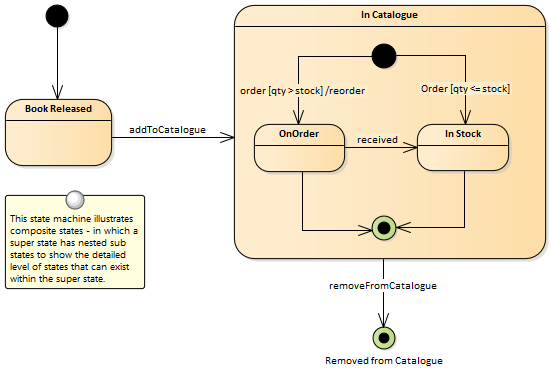 In Catalogue
order [qty > stock] /reorder
Order [qty <= stock]
Book Released
addToCatalogue
OnOrder
received
In Stock
This state machine illustrates
composite states - in which a
super state has nested sub
states to show the detailed
level of states that can exist
within the super state.
removeFromCatalogue
Removed from Catalogue